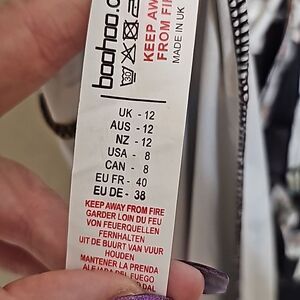 boohoo.c
KEEP AWAY
FROM FIRE
MADE IN UK
UK - 12
AUS - 12
NZ - 12
USA - 8
CAN - 8
EU FR - 40
EU DE - 38
KEEP AWAY FROM FIRE
GARDER LOIN DU FEU
VON FEUERQUELLEN
FERNHALTEN
UIT DE BUURT VAN VUUR
HOUDEN
MANTENER LA PRENDA
ALEJADA DEL FUEGO